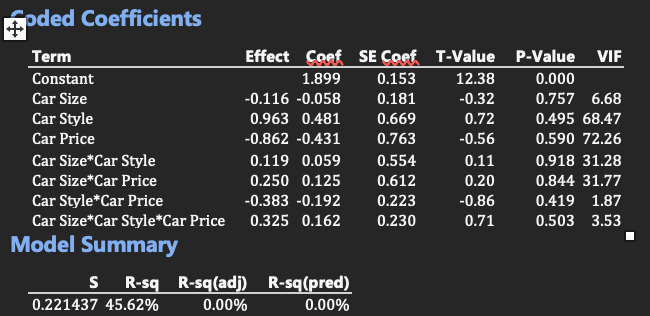 Coded Coefficients
Term Effect Coef SE Coef T-Value P-Value VIF
Constant 1.899 0.153 12.38 0.000
Car Size -0.116 -0.058 0.181 -0.32 0.757 6.68
Car Style 0.963 0.481 0.669 0.72 0.495 68.47
Car Price -0.862 -0.431 0.763 -0.56 0.590 72.26
Car Size*Car Style 0.119 0.059 0.554 0.11 0.918 31.28
Car Size*Car Price 0.250 0.125 0.612 0.20 0.844 31.77
Car Style*Car Price -0.383 -0.192 0.223 -0.86 0.419 1.87
Car Size*Car Style*Car Price 0.325 0.162 0.230 0.71 0.503 3.53
Model Summary
S R-sq R-sq(adj) R-sq(pred)
0.221437 45.62% 0.00% 0.00%